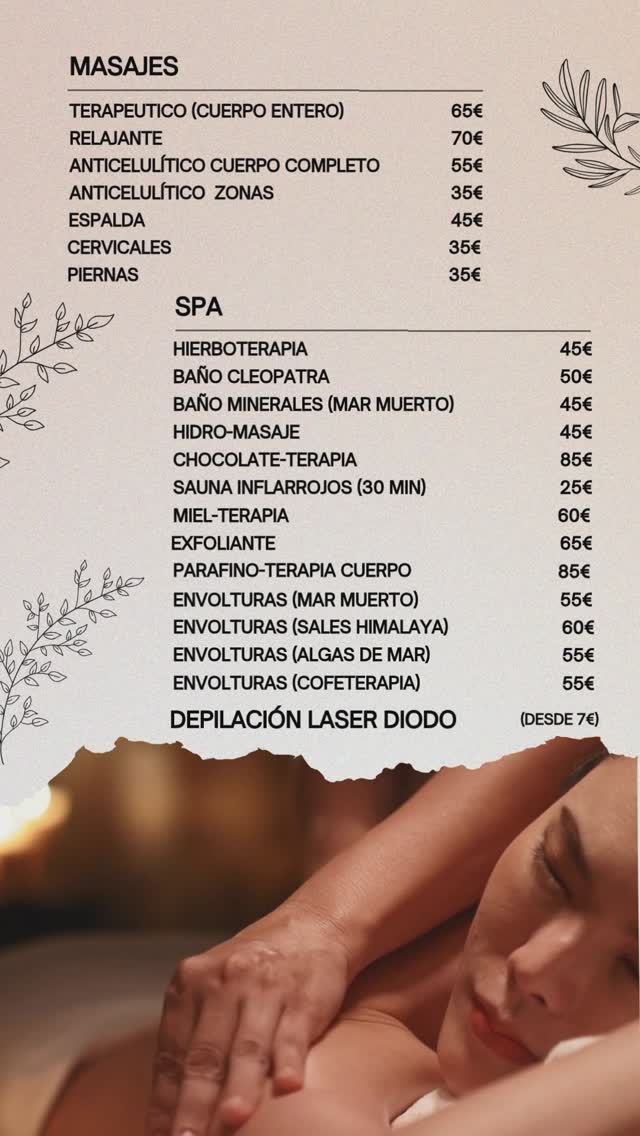 MASAJES
TERAPEUTICO (CUERPO ENTERO) 65€
RELAJANTE 70€
ANTICELULÍTICO CUERPO COMPLETO 55€
ANTICELULÍTICO ZONAS 35€
ESPALDA 45€
CERVICALES 35€
PIERNAS 35€
SPA
HIERBOTERAPIA 45€
BAÑO CLEOPATRA 50€
BAÑO MINERALES (MAR MUERTO) 45€
HIDRO-MASAJE 45€
CHOCOLATE-TERAPIA 85€
SAUNA INFLARROJOS (30 MIN) 25€
MIEL-TERAPIA 60€
EXFOLIANTE 65€
PARAFINO-TERAPIA CUERPO 85€
ENVOLTURAS (MAR MUERTO) 55€
ENVOLTURAS (SALES HIMALAYA) 60€
ENVOLTURAS (ALGAS DE MAR) 55€
ENVOLTURAS (COFETERAPIA) 55€
DEPILACIÓN LASER DIODO (DESDE 7€)